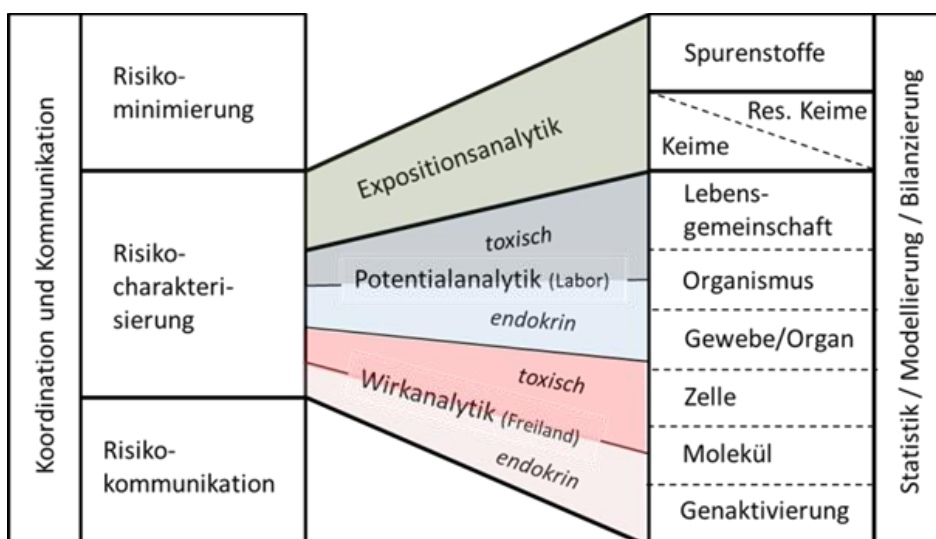 Koordination und Kommunikation
Risiko-
minimierung
Risiko-
charakteri-
sierung
Risiko-
kommunikation
Expositionsanalytik
toxisch
Potentialanalytik (Labor)
endokrin
toxisch
Wirkanalytik (Freiland)
endokrin
Spurenstoffe
Res. Keime
Keime
Lebens-
gemeinschaft
Organismus
Gewebe/Organ
Zelle
Molekül
Genaktivierung
Statistik / Modellierung / Bilanzierung